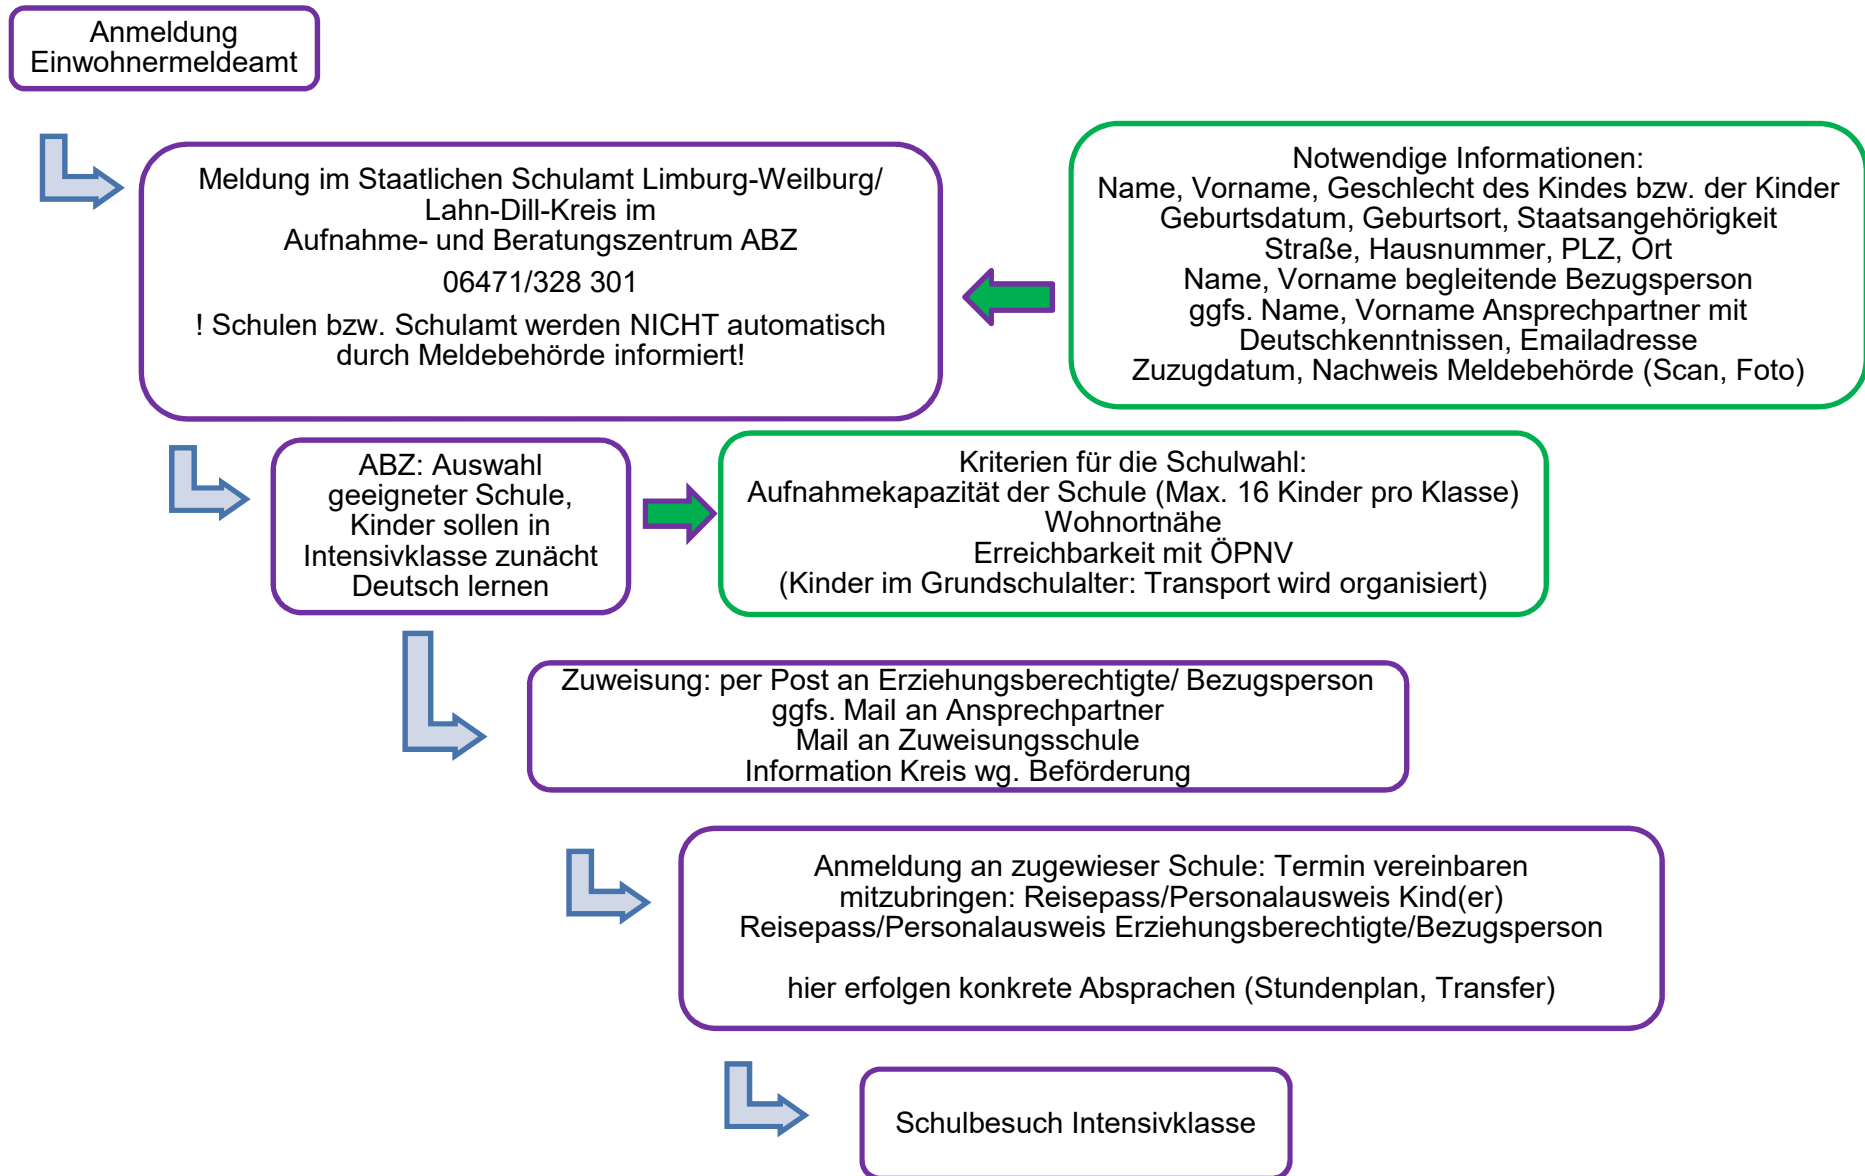 Anmeldung
Einwohnermeldeamt
Meldung im Staatlichen Schulamt Limburg-Weilburg/
Lahn-Dill-Kreis im
Aufnahme- und Beratungszentrum ABZ
06471/328 301
! Schulen bzw. Schulamt werden NICHT automatisch
durch Meldebehörde informiert!
Notwendige Informationen:
Name, Vorname, Geschlecht des Kindes bzw. der Kinder
Geburtsdatum, Geburtsort, Staatsangehörigkeit
Straße, Hausnummer, PLZ, Ort
Name, Vorname begleitende Bezugsperson
ggfs. Name, Vorname Ansprechpartner mit
Deutschkenntnissen, Emailadresse
Zuzugdatum, Nachweis Meldebehörde (Scan, Foto)
ABZ: Auswahl
geeigneter Schule,
Kinder sollen in
Intensivklasse zunächt
Deutsch lernen
Kriterien für die Schulwahl:
Aufnahmekapazität der Schule (Max. 16 Kinder pro Klasse)
Wohnortnähe
Erreichbarkeit mit ÖPNV
(Kinder im Grundschulalter: Transport wird organisiert)
Zuweisung: per Post an Erziehungsberechtigte/ Bezugsperson
ggfs. Mail an Ansprechpartner
Mail an Zuweisungsschule
Information Kreis wg. Beförderung
Anmeldung an zugewieser Schule: Termin vereinbaren
mitzubringen: Reisepass/Personalausweis Kind(er)
Reisepass/Personalausweis Erziehungsberechtigte/Bezugsperson
hier erfolgen konkrete Absprachen (Stundenplan, Transfer)
Schulbesuch Intensivklasse